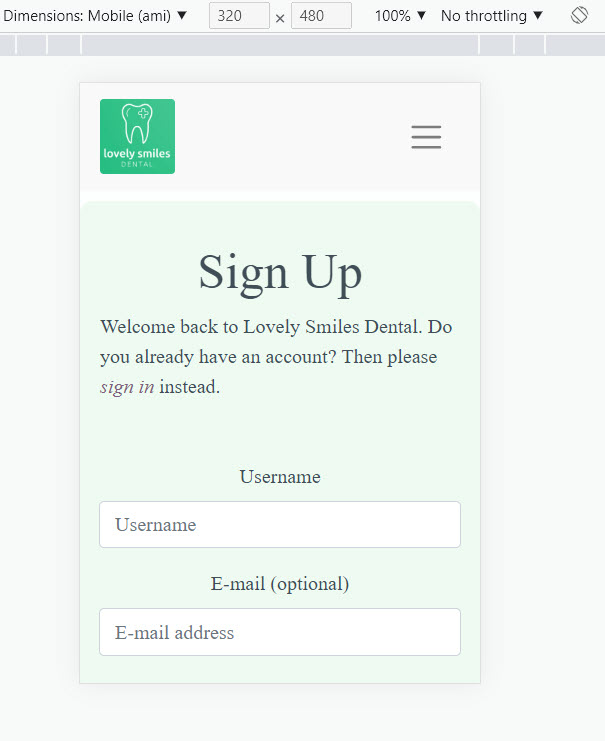 Dimensions: Mobile (ami) ▼ 320 × 480 100% ▼ No throttling ▼
lovely smiles
DENTAL
Sign Up
Welcome back to Lovely Smiles Dental. Do
you already have an account? Then please
sign in instead.
Username
Username
E-mail (optional)
E-mail address